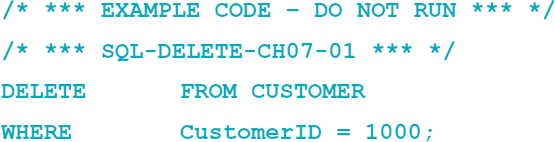 /* *** EXAMPLE CODE – DO NOT RUN *** */
/* *** SQL-DELETE-CH07-01 *** */
DELETE FROM CUSTOMER
WHERE CustomerID = 1000;